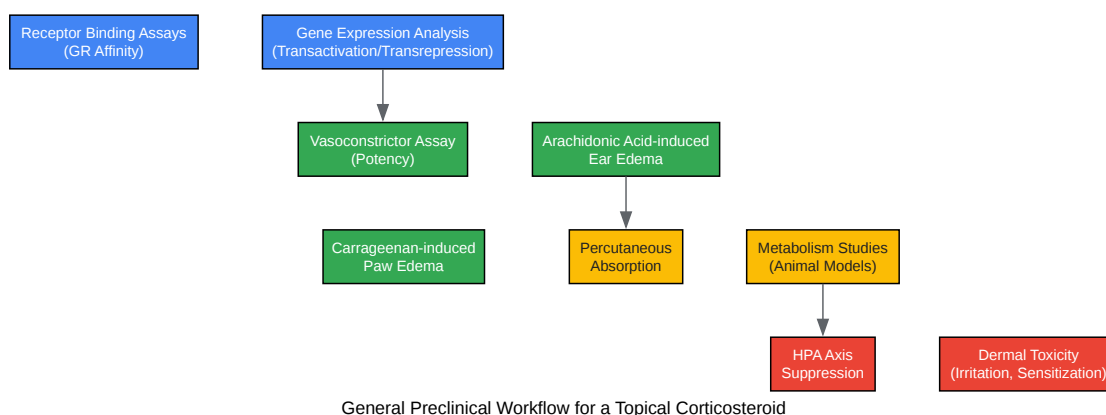 Receptor Binding Assays
(GR Affinity)
Gene Expression Analysis
(Transactivation/Transrepression)
Vasoconstrictor Assay
(Potency)
Arachidonic Acid-induced
Ear Edema
Carrageenan-induced
Paw Edema
Percutaneous
Absorption
Metabolism Studies
(Animal Models)
HPA Axis
Suppression
Dermal Toxicity
(Irritation, Sensitization)
General Preclinical Workflow for a Topical Corticosteroid